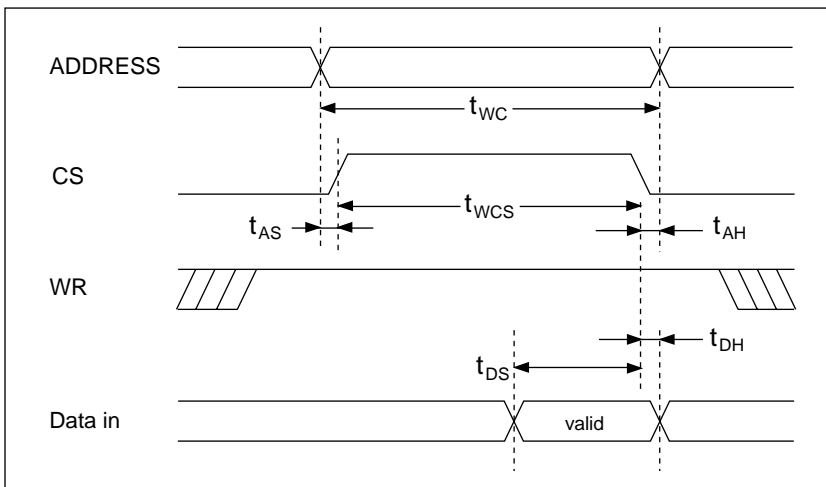 ADDRESS
tWC
CS
tWCS
tAS
tAH
WR
tDH
tDS
Data in
valid